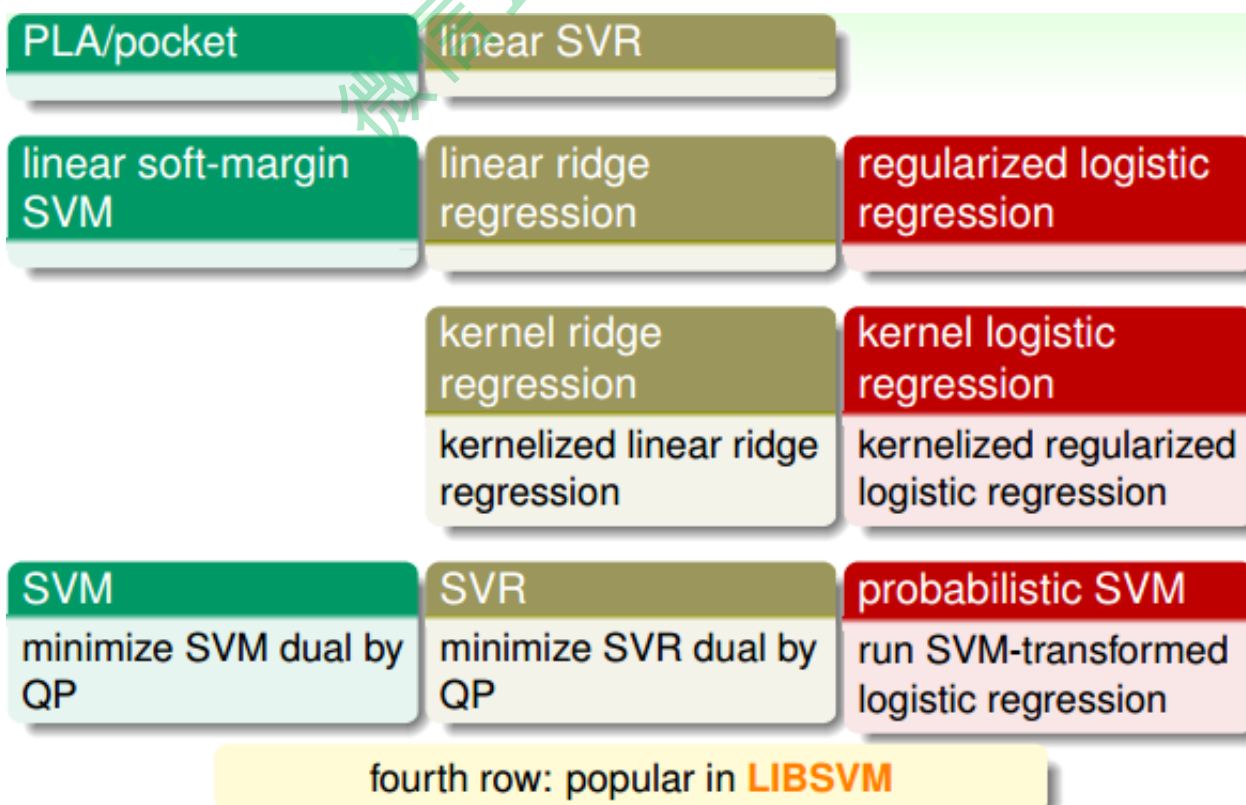 PLA/pocket
linear SVR
linear soft-margin
SVM
linear ridge
regression
regularized logistic
regression
kernel ridge
regression
kernelized linear ridge
regression
kernel logistic
regression
kernelized regularized
logistic regression
SVM
minimize SVM dual by
QP
SVR
minimize SVR dual by
QP
probabilistic SVM
run SVM-transformed
logistic regression
fourth row: popular in LIBSVM
微信